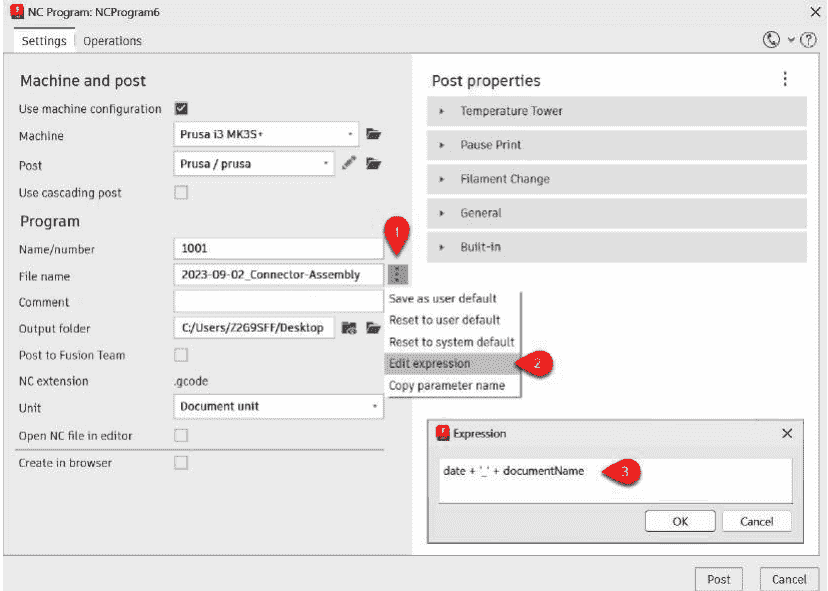 NC Program: NCProgram6
Settings Operations
Machine and post
Use machine configuration
Machine Prusa i3 MK3S+
Post Prusa / prusa
Use cascading post
Program
Name/number 1001
File name 2023-09-02_Connector-Assembly
Comment
Output folder C:/Users/Z2G9SFF/Desktop
Post to Fusion Team
NC extension .gcode
Unit Document unit
Open NC file in editor
Create in browser
1
Save as user default
Reset to user default
Reset to system default
Edit expression
2
Copy parameter name
Post properties
Temperature Tower
Pause Print
Filament Change
General
Built-in
Expression
date + '_' + documentName
3
OK Cancel
Post Cancel